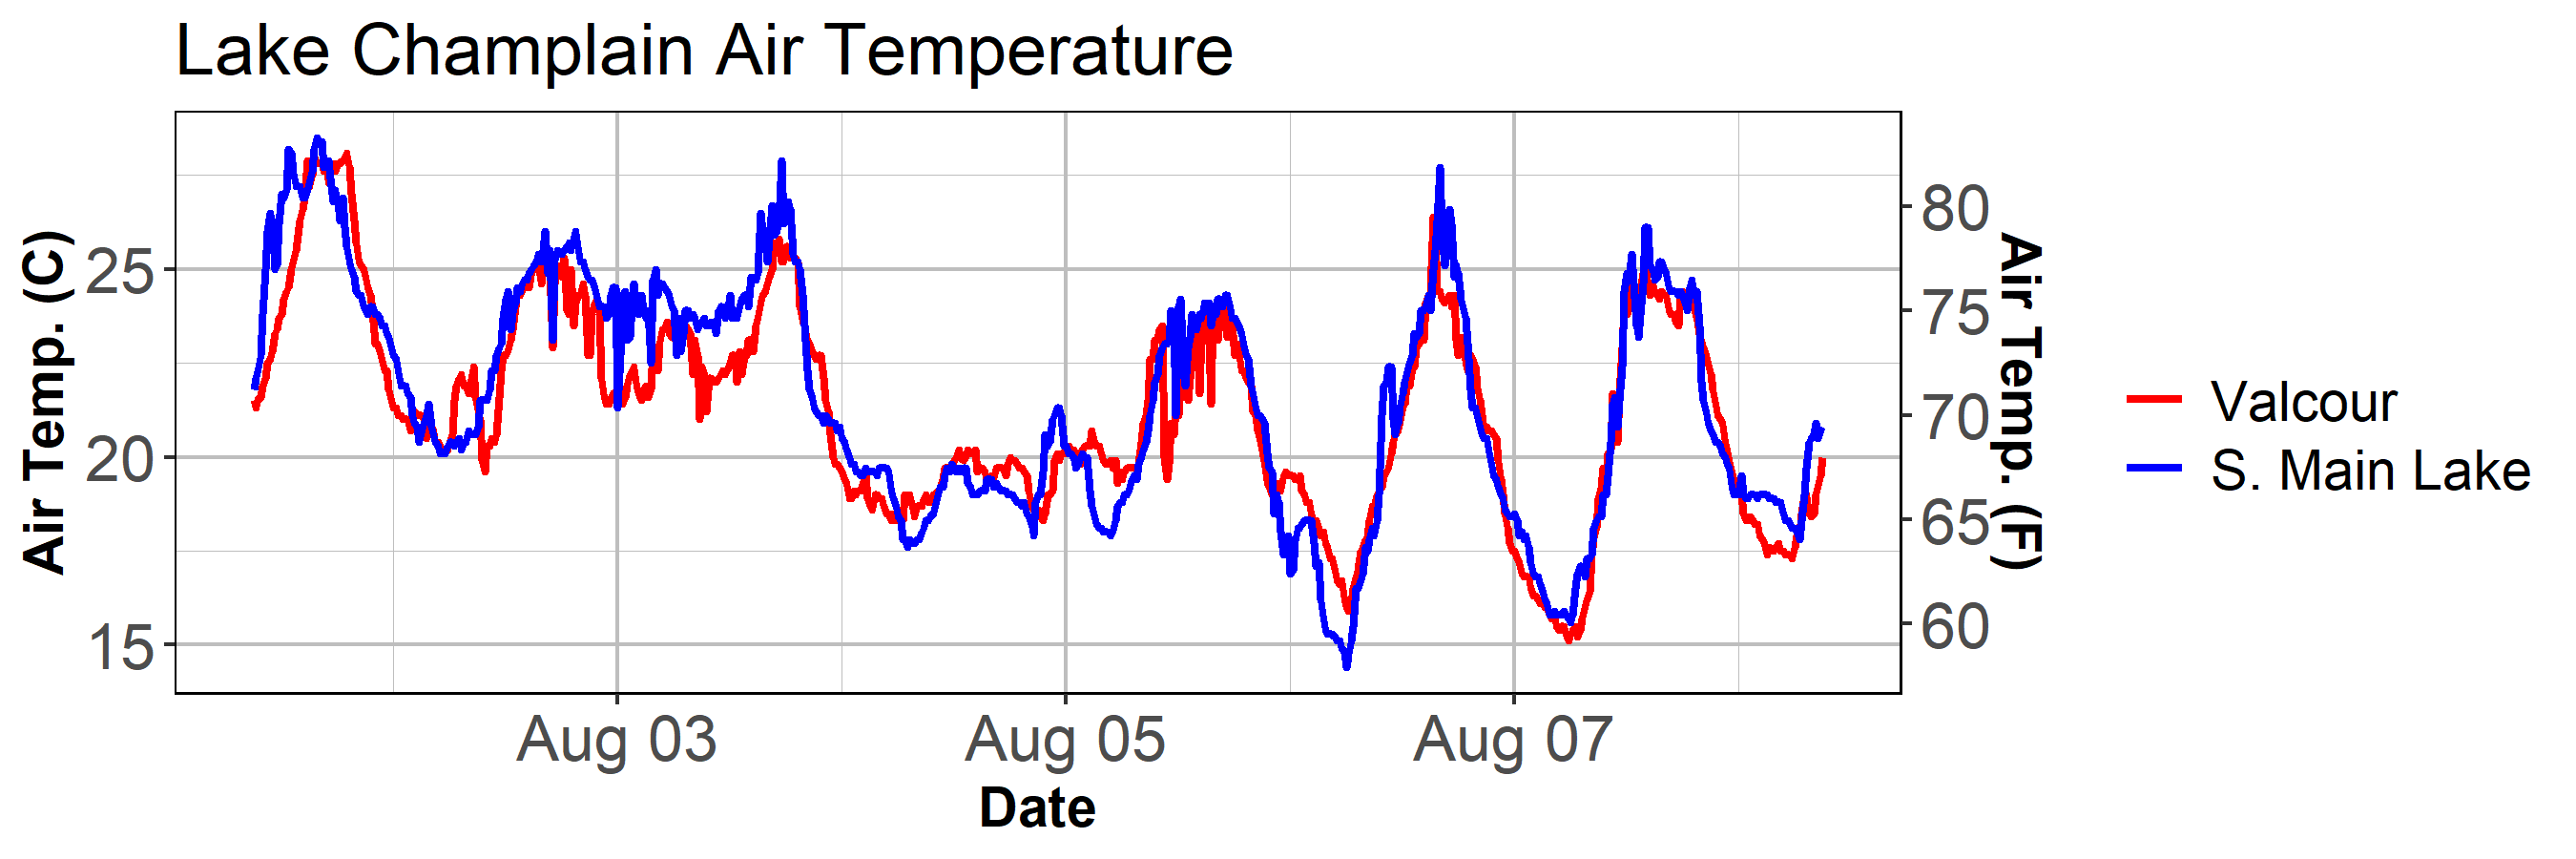 Lake Champlain Air Temperature
Air Temp. (C)
25
20
15
80
75
70
65
60
Air Temp. (F)
Valcour
S. Main Lake
Aug 03
Aug 05
Aug 07
Date